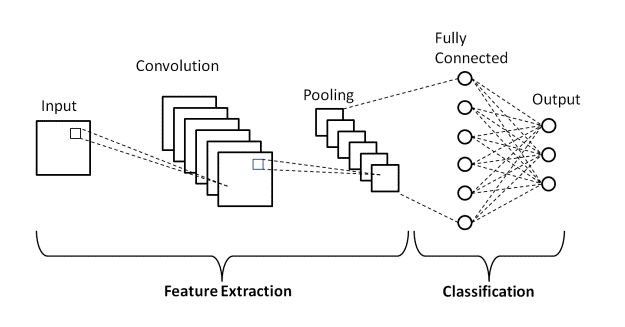 Input
Convolution
Pooling
Fully
Connected
Output
Feature Extraction
Classification